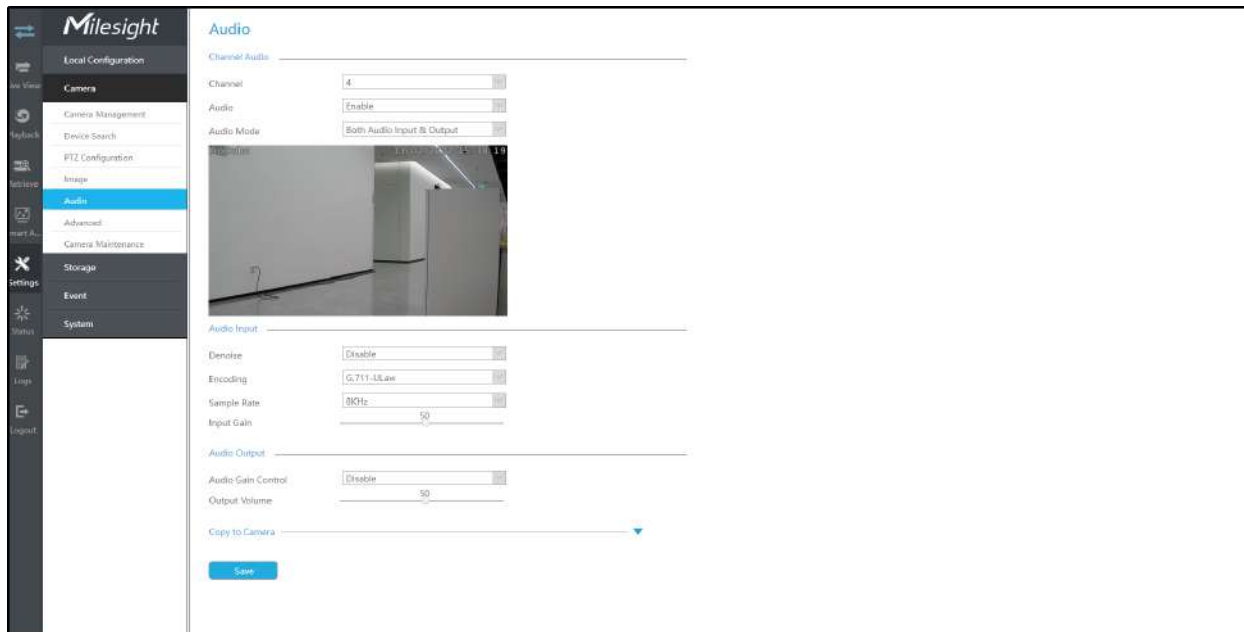 Milesight
Local Configuration
Camera
Camera Management
Device Search
PTZ Configuration
Image
Audio
Advanced
Camera Maintenance
Storage
Event
System
Settings
Status
Logs
Logout
Audio
Channel Audio
Channel 4
Audio Enable
Audio Mode Both Audio Input & Output
Audio Input
Denoise Disable
Encoding G.711-ULaw
Sample Rate 8KHz
Input Gain 50
Audio Output
Audio Gain Control Disable
Output Volume 50
Copy to Camera
Save